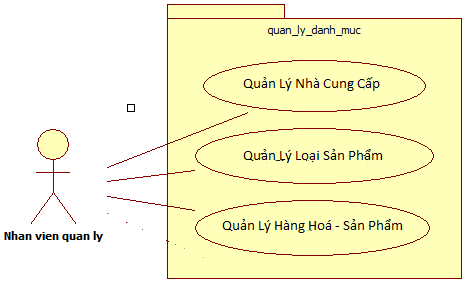 quan_ly_danh_muc
Quản Lý Nhà Cung Cấp
Quản_Lý Loại Sản Phẩm
Quản Lý Hàng Hoá - Sản Phẩm
Nhan vien quan ly